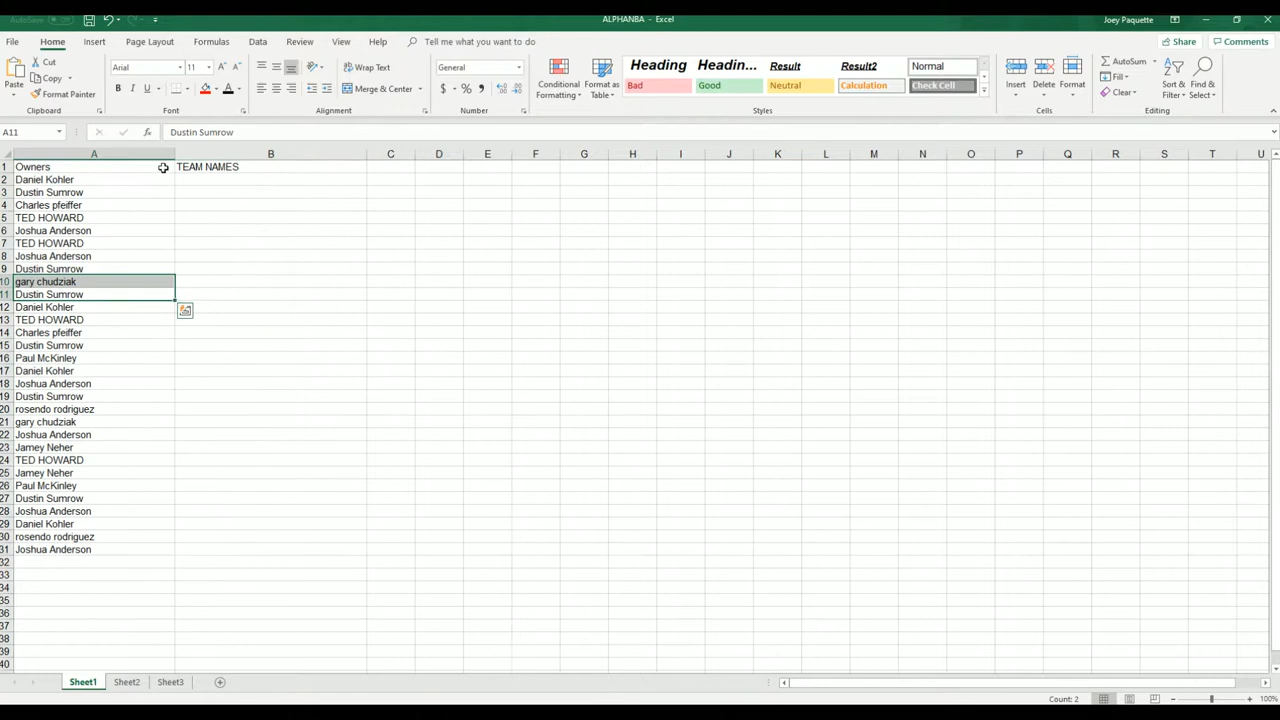 AutoSave Off ALPHANBA - Excel Joey Paquette
File Home Insert Page Layout Formulas Data Review View Help Tell me what you want to do Share Comments
Cut
Copy
Format Painter
Paste
Clipboard
Arial 11
B I U
Font
Wrap Text
Merge & Center
Alignment
General
$ % ,
Number
Conditional Formatting
Format as Table
Heading Headin... Result Result2 Normal
Bad Good Neutral Calculation Check Cell
Styles
Insert Delete Format
Cells
AutoSum
Fill
Clear
Sort & Filter
Find & Select
Editing
A11 fx Dustin Sumrow
A B C D E F G H I J K L M N O P Q R S T U
1 Owners TEAM NAMES
2 Daniel Kohler
3 Dustin Sumrow
4 Charles pfeiffer
5 TED HOWARD
6 Joshua Anderson
7 TED HOWARD
8 Joshua Anderson
9 Dustin Sumrow
10 gary chudziak
11 Dustin Sumrow
12 Daniel Kohler
13 TED HOWARD
14 Charles pfeiffer
15 Dustin Sumrow
16 Paul McKinley
17 Daniel Kohler
18 Joshua Anderson
19 Dustin Sumrow
20 rosendo rodriguez
21 gary chudziak
22 Joshua Anderson
23 Jamey Neher
24 TED HOWARD
25 Jamey Neher
26 Paul McKinley
27 Dustin Sumrow
28 Joshua Anderson
29 Daniel Kohler
30 rosendo rodriguez
31 Joshua Anderson
32
33
34
35
36
37
38
39
40
Sheet1 Sheet2 Sheet3
Count: 2 100%